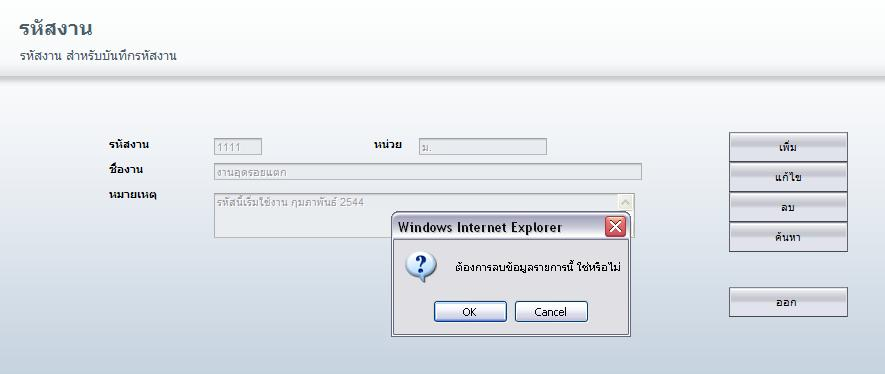 รหัสงาน
รหัสงาน สำหรับบันทึกรหัสงาน
รหัสงาน 1111 หน่วย ม.
ชื่องาน งานอุดรอยแตก
หมายเหตุ รหัสนี้เริ่มใช้งาน กุมภาพันธ์ 2544
เพิ่ม
แก้ไข
ลบ
ค้นหา
ออก
Windows Internet Explorer
ต้องการลบข้อมูลรายการนี้ ใช่หรือไม่
OK Cancel